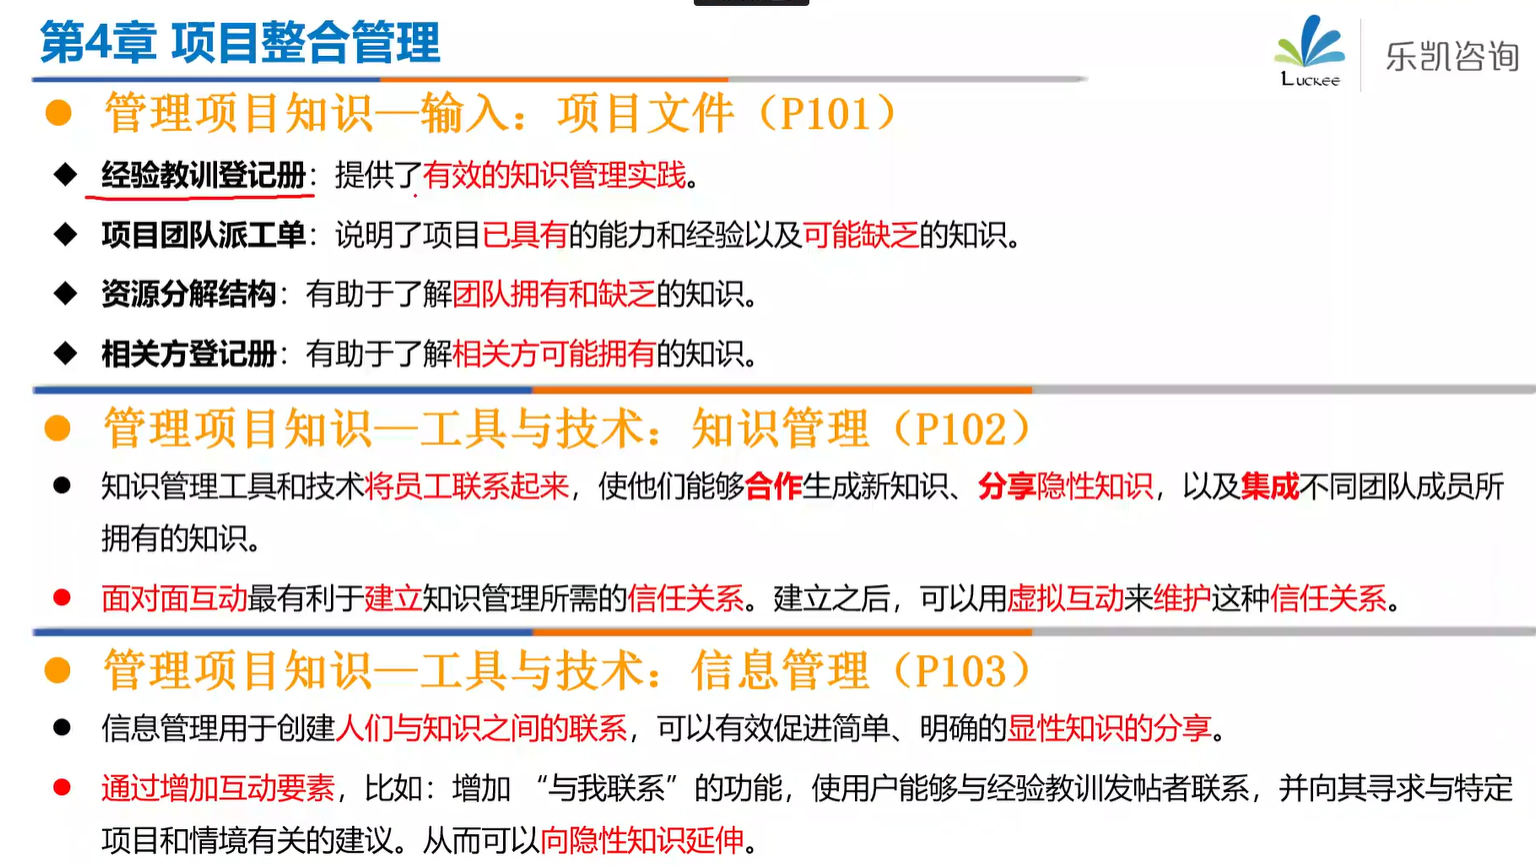 第4章 项目整合管理
LUCKEE
乐凯咨询
● 管理项目知识—输入：项目文件（P101）
◆ 经验教训登记册：提供了有效的知识管理实践。
◆ 项目团队派工单：说明了项目已具有的能力和经验以及可能缺乏的知识。
◆ 资源分解结构：有助于了解团队拥有和缺乏的知识。
◆ 相关方登记册：有助于了解相关方可能拥有的知识。
● 管理项目知识—工具与技术：知识管理（P102）
● 知识管理工具和技术将员工联系起来，使他们能够合作生成新知识、分享隐性知识，以及集成不同团队成员所
拥有的知识。
● 面对面互动最有利于建立知识管理所需的信任关系。建立之后，可以用虚拟互动来维护这种信任关系。
● 管理项目知识—工具与技术：信息管理（P103）
● 信息管理用于创建人们与知识之间的联系，可以有效促进简单、明确的显性知识的分享。
● 通过增加互动要素，比如：增加 “与我联系”的功能，使用户能够与经验教训发帖者联系，并向其寻求与特定
项目和情境有关的建议。从而可以向隐性知识延伸。